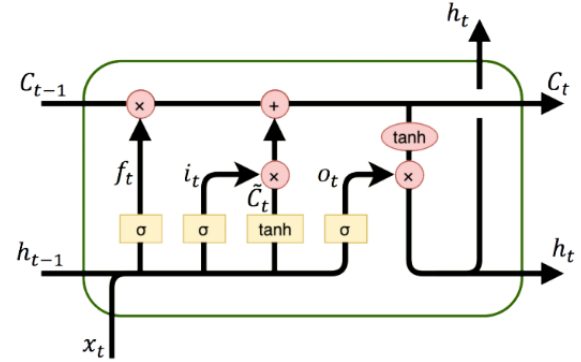 h_t
C_{t-1} × + C_t
tanh
f_t i_t × o_t ×
C̃_t
σ σ tanh σ
h_{t-1} h_t
x_t